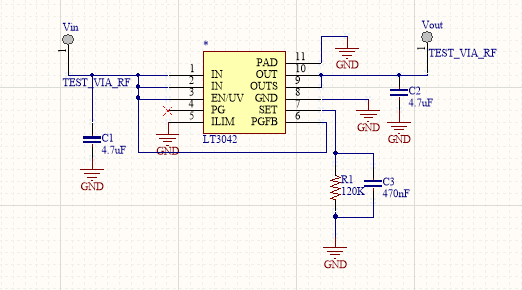 Vin
1
TEST_VIA_RF
C1
4.7uF
GND
*
1 IN
2 IN
3 EN/UV
4 PG
5 ILIM
GND
PAD 11
OUT 10
OUTS 9
GND 8
SET 7
PGFB 6
LT3042
GND
Vout
1
TEST_VIA_RF
C2
4.7uF
GND
GND
R1
120K
C3
470nF
GND